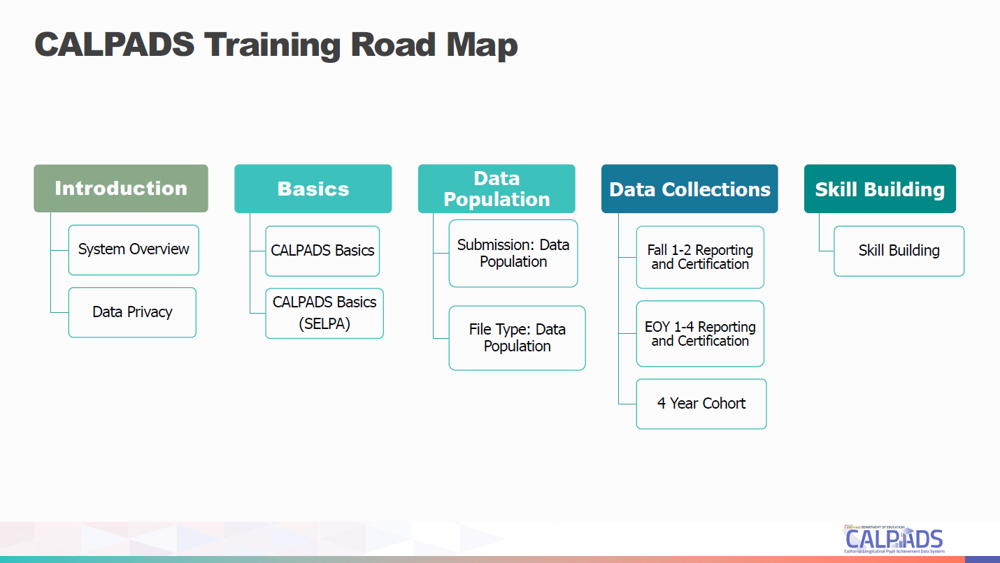 CALPADS Training Road Map
Introduction
System Overview
Data Privacy
Basics
CALPADS Basics
CALPADS Basics
(SELPA)
Data
Population
Submission: Data
Population
File Type: Data
Population
Data Collections
Fall 1-2 Reporting
and Certification
EOY 1-4 Reporting
and Certification
4 Year Cohort
Skill Building
Skill Building
California DEPARTMENT OF EDUCATION
CALPADS
California Longitudinal Pupil Achievement Data Systems